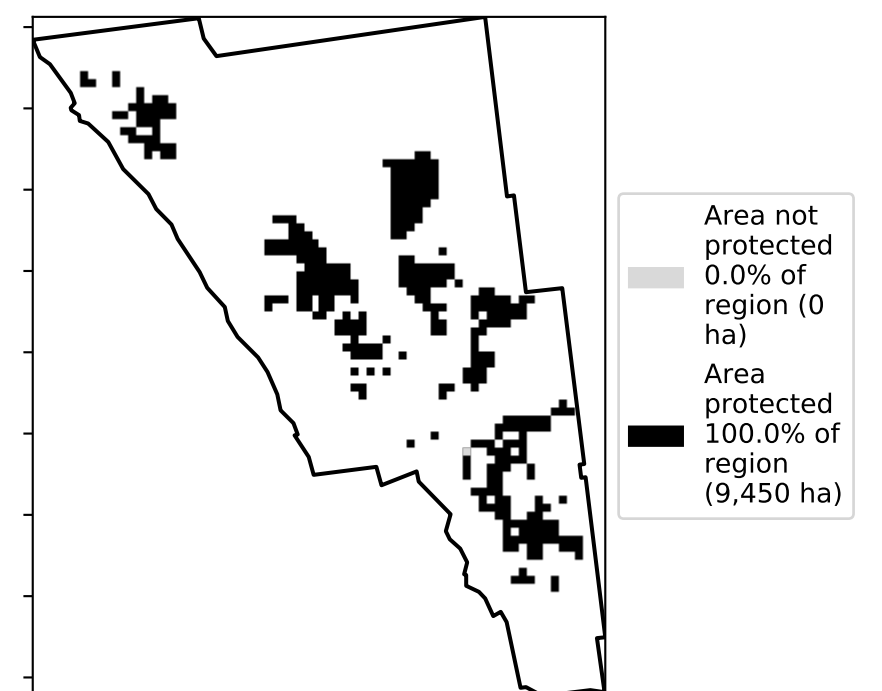 Area not
protected
0.0% of
region (0
ha)
Area
protected
100.0% of
region
(9,450 ha)